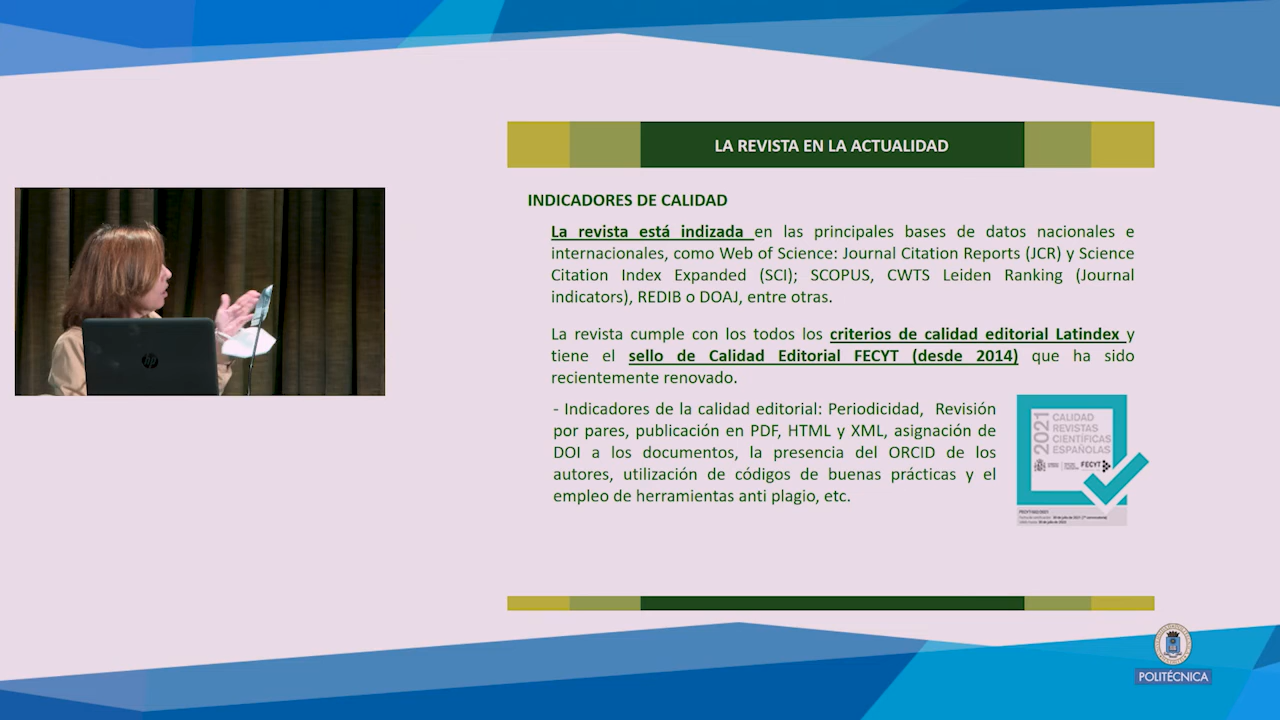 LA REVISTA EN LA ACTUALIDAD
INDICADORES DE CALIDAD
La revista está indizada en las principales bases de datos nacionales e
internacionales, como Web of Science: Journal Citation Reports (JCR) y Science
Citation Index Expanded (SCI); SCOPUS, CWTS Leiden Ranking (Journal
indicators), REDIB o DOAJ, entre otras.
La revista cumple con los todos los criterios de calidad editorial Latindex y
tiene el sello de Calidad Editorial FECYT (desde 2014) que ha sido
recientemente renovado.
- Indicadores de la calidad editorial: Periodicidad, Revisión
por pares, publicación en PDF, HTML y XML, asignación de
DOI a los documentos, la presencia del ORCID de los
autores, utilización de códigos de buenas prácticas y el
empleo de herramientas anti plagio, etc.
2021
CALIDAD
REVISTAS
CIENTÍFICAS
ESPAÑOLAS
FECYT
hp
POLITÉCNICA